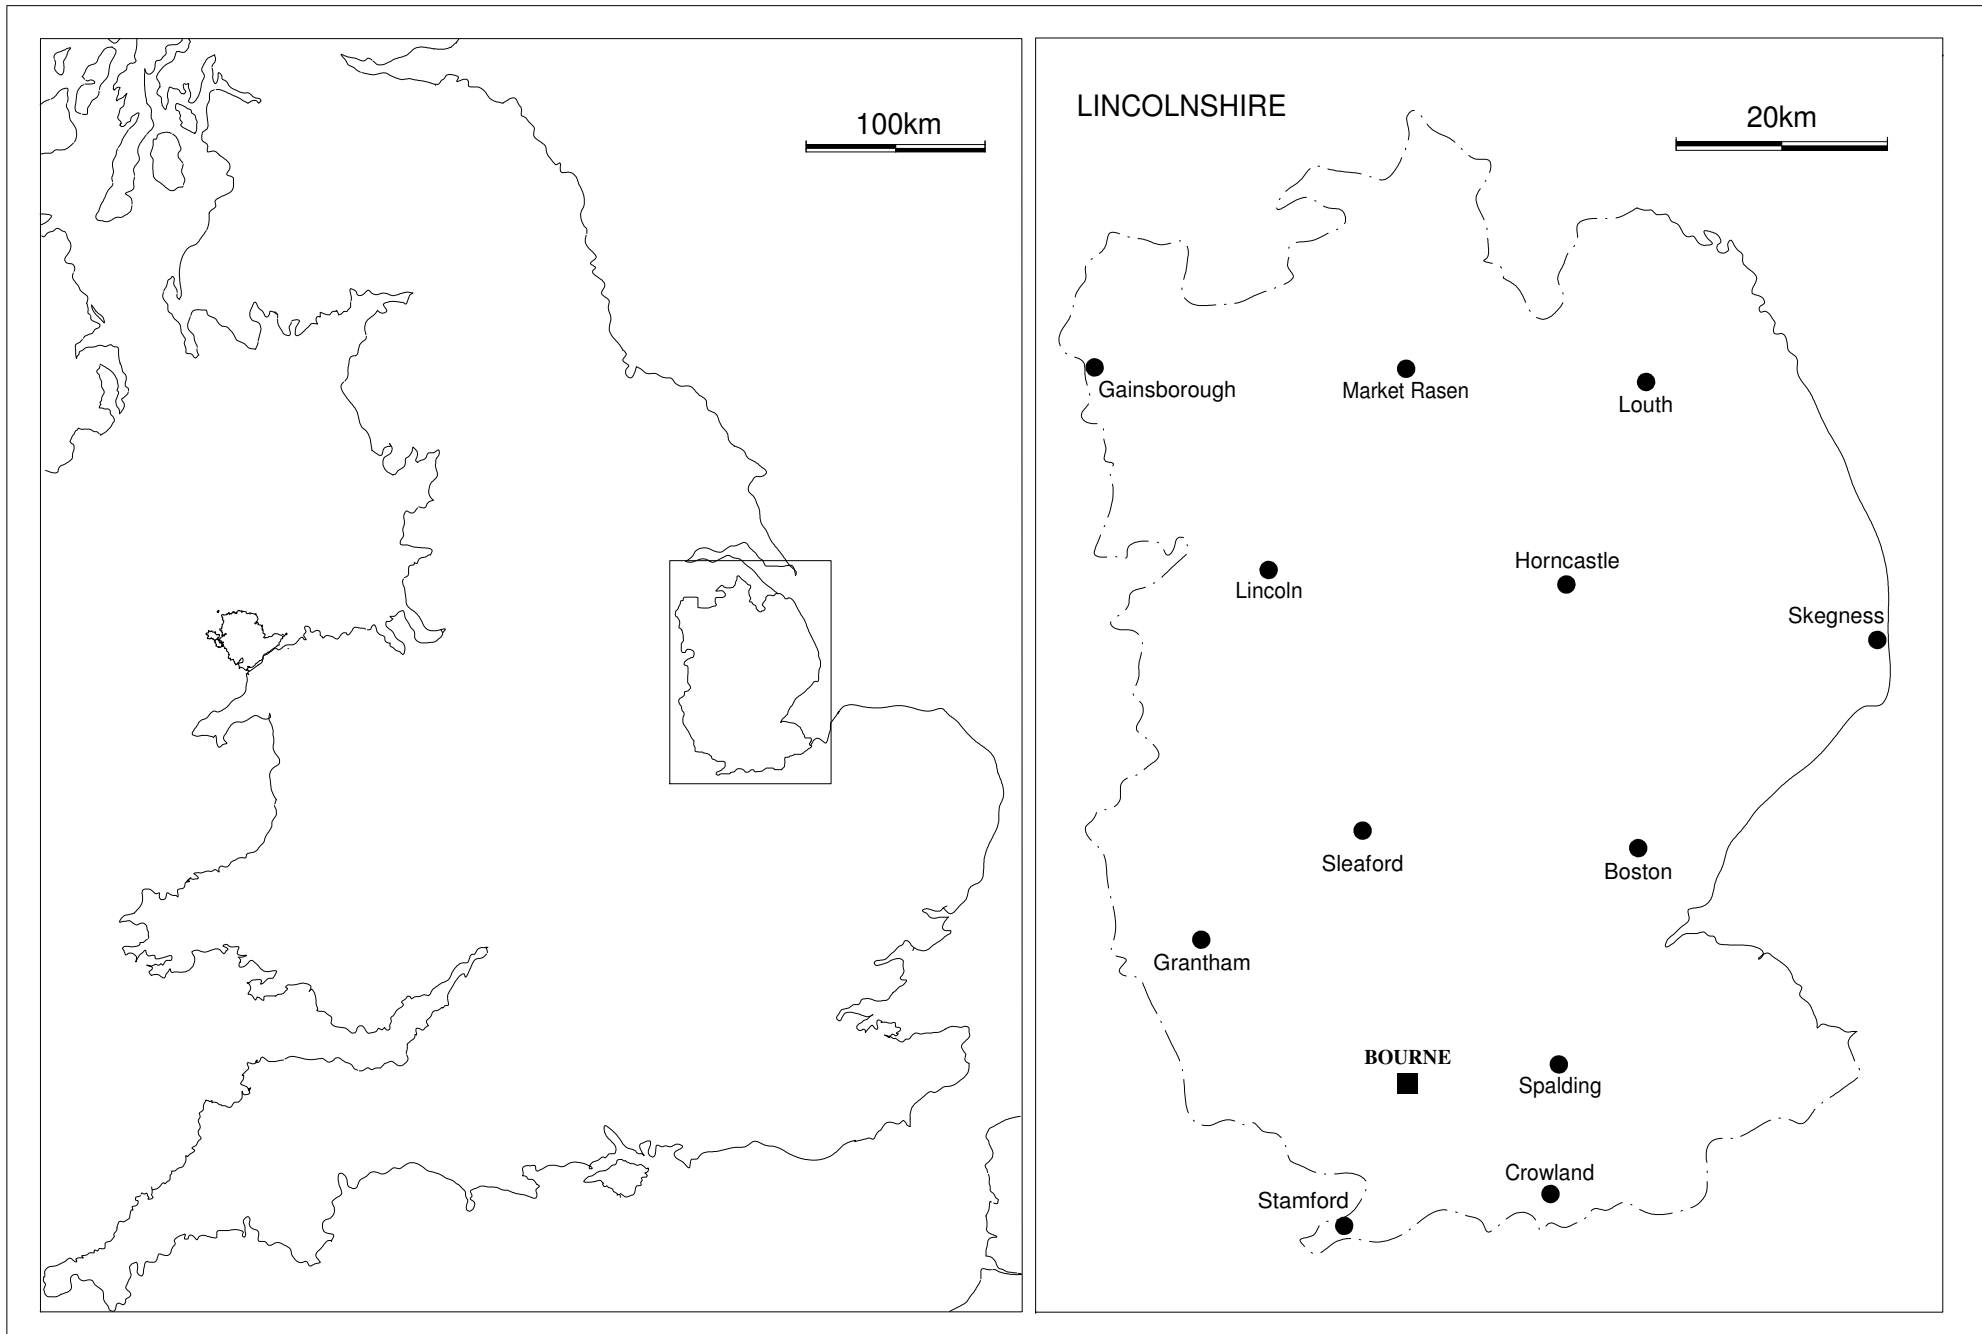 100km
LINCOLNSHIRE
20km
Gainsborough
Market Rasen
Louth
Horncastle
Lincoln
Skegness
Sleaford
Boston
Grantham
BOURNE
Spalding
Crowland
Stamford